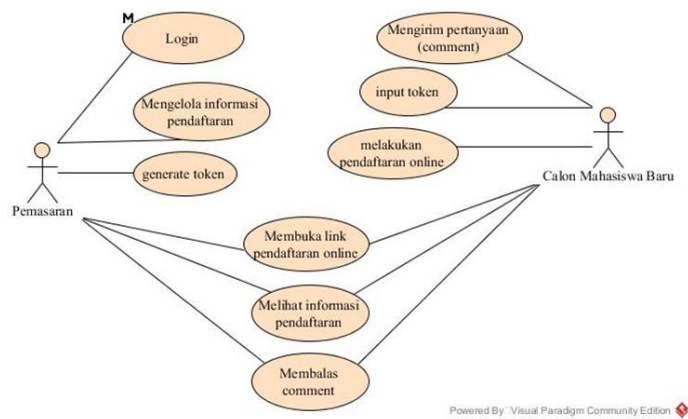 M
Login
Mengirim pertanyaan
(comment)
input token
Mengelola informasi
pendaftaran
melakukan
pendaftaran online
generate token
Calon Mahasiswa Baru
Pemasaran
Membuka link
pendaftaran online
Melihat informasi
pendaftaran
Membalas
comment
Powered By Visual Paradigm Community Edition